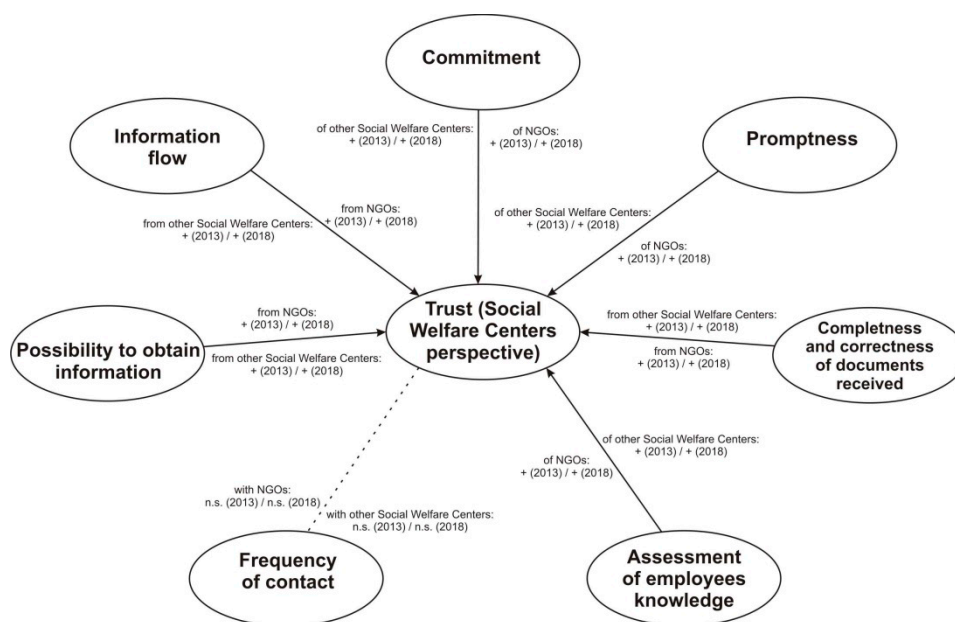 Commitment
of other Social Welfare Centers:
+ (2013) / + (2018)
of NGOs:
+ (2013) / + (2018)
Information
flow
from NGOs:
+ (2013) / + (2018)
from other Social Welfare Centers:
+ (2013) / + (2018)
Promptness
of other Social Welfare Centers:
+ (2013) / + (2018)
of NGOs:
+ (2013) / + (2018)
Trust (Social
Welfare Centers
perspective)
Possibility to obtain
information
from NGOs:
+ (2013) / + (2018)
from other Social Welfare Centers:
+ (2013) / + (2018)
from other Social Welfare Centers:
+ (2013) / + (2018)
from NGOs:
+ (2013) / + (2018)
Completness
and correctness
of documents
received
with NGOs:
n.s. (2013) / n.s. (2018)
with other Social Welfare Centers:
n.s. (2013) / n.s. (2018)
Frequency
of contact
of other Social Welfare Centers:
+ (2013) / + (2018)
of NGOs:
+ (2013) / + (2018)
Assessment
of employees
knowledge